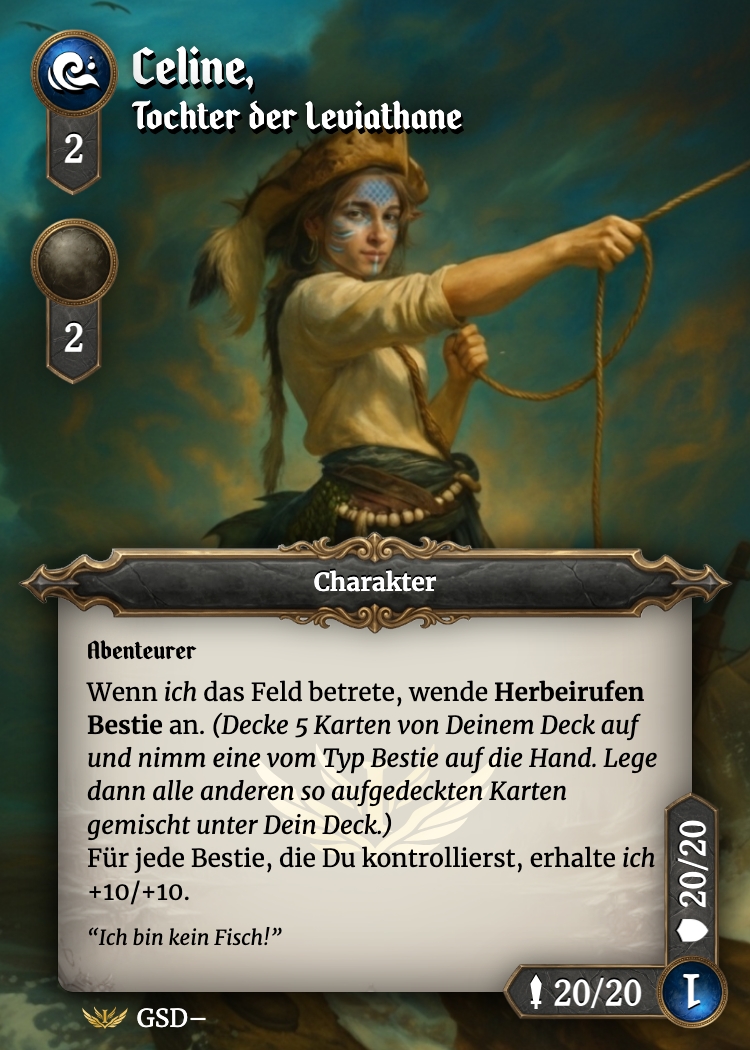 Celine,
Tochter der Leviathane
2
2
Charakter
Abenteurer
Wenn ich das Feld betrete, wende Herbeirufen
Bestie an. (Decke 5 Karten von Deinem Deck auf
und nimm eine vom Typ Bestie auf die Hand. Lege
dann alle anderen so aufgedeckten Karten
gemischt unter Dein Deck.)
Für jede Bestie, die Du kontrollierst, erhalte ich
+10/+10.
“Ich bin kein Fisch!”
20/20
20/20
1
GSD–